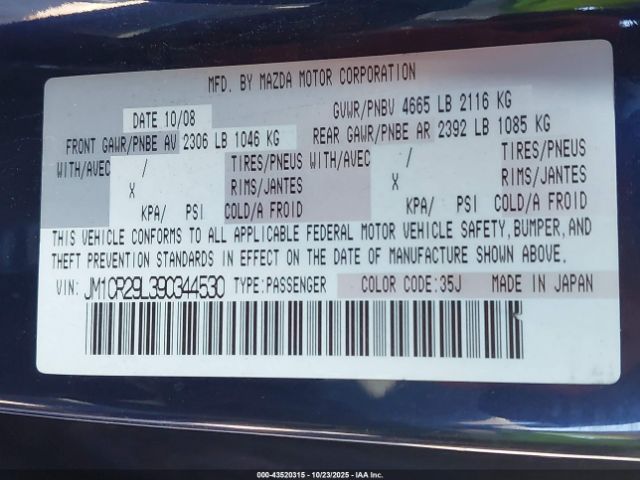 MFD. BY MAZDA MOTOR CORPORATION
DATE 10/08 GVWR/PNBV 4665 LB 2116 KG
FRONT GAWR/PNBE AV 2306 LB 1046 KG REAR GAWR/PNBE AR 2392 LB 1085 KG
WITH/AVEC / TIRES/PNEUS WITH/AVEC / TIRES/PNEUS
X RIMS/JANTES X RIMS/JANTES
KPA/ PSI COLD/A FROID KPA/ PSI COLD/A FROID
THIS VEHICLE CONFORMS TO ALL APPLICABLE FEDERAL MOTOR VEHICLE SAFETY, BUMPER, AND
THEFT PREVENTION STANDARDS IN EFFECT ON THE DATE OF MANUFACTURE SHOWN ABOVE.
VIN: JM1CR29L390344530 TYPE:PASSENGER COLOR CODE:35J MADE IN JAPAN
000-43520315 - 10/23/2025 - IAA Inc.